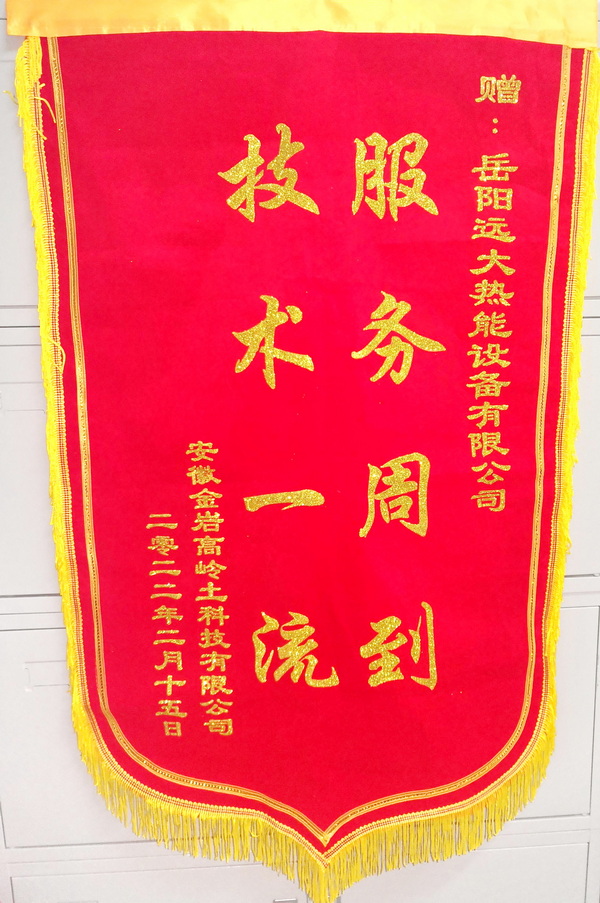 赠：岳阳远大热能设备有限公司
服务周到
技术一流
安徽金岩高岭土科技有限公司
二零二二年二月十五日